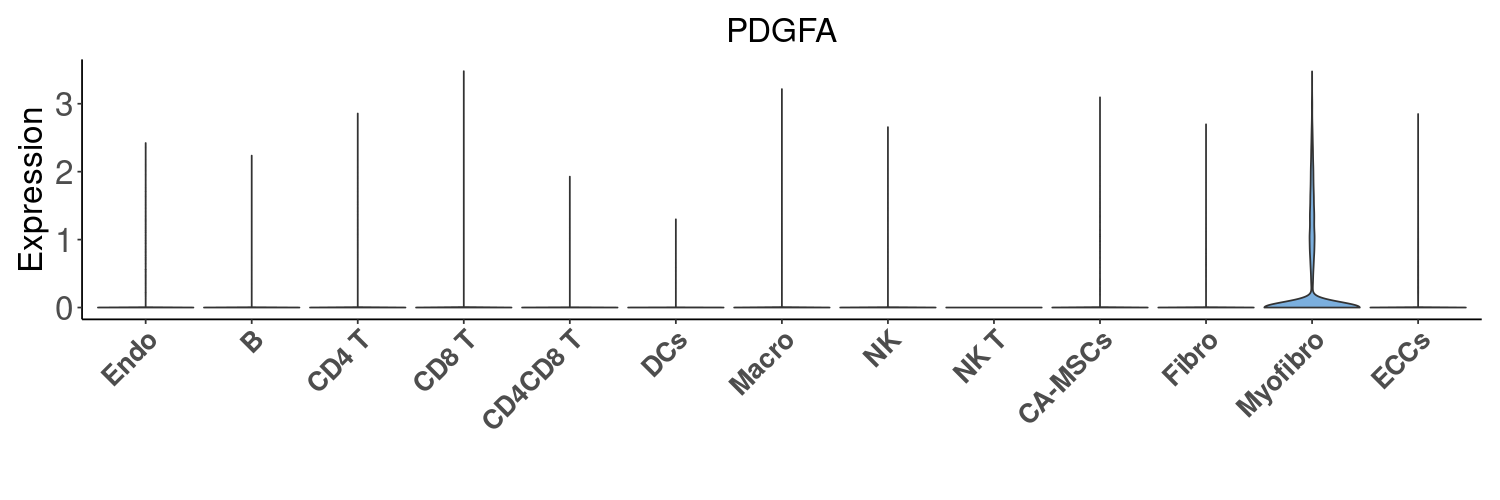 PDGFA
Expression
3
2
1
0
Endo
B
CD4 T
CD8 T
CD4CD8 T
DCs
Macro
NK
NK T
CA-MSCs
Fibro
Myofibro
ECCs